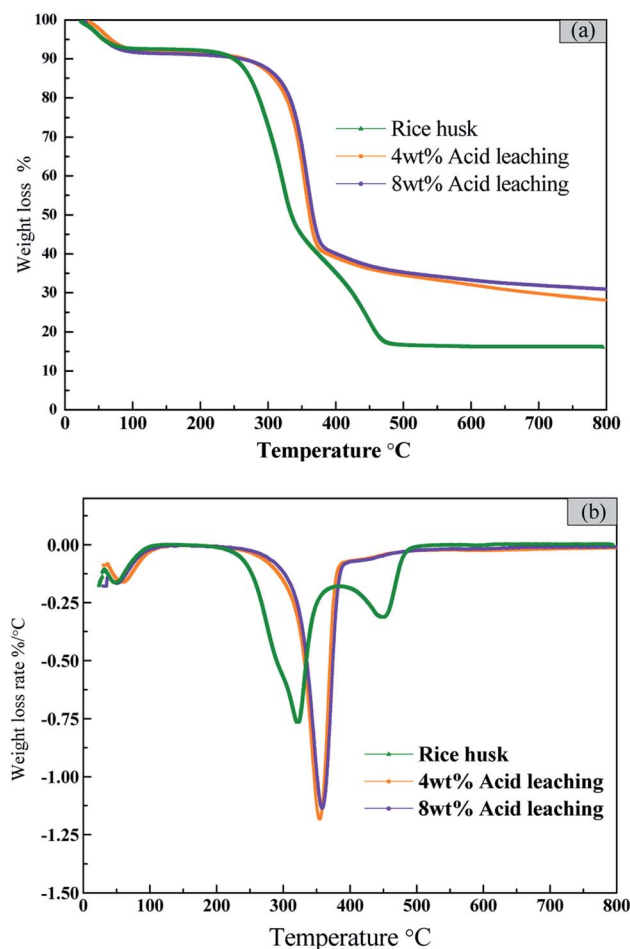 (a)
100
90
80
70
60
50
40
30
20
10
0
Weight loss %
Rice husk
4wt% Acid leaching
8wt% Acid leaching
0 100 200 300 400 500 600 700 800
Temperature °C
(b)
0.00
-0.25
-0.50
-0.75
-1.00
-1.25
-1.50
Weight loss rate %/°C
Rice husk
4wt% Acid leaching
8wt% Acid leaching
0 100 200 300 400 500 600 700 800
Temperature °C